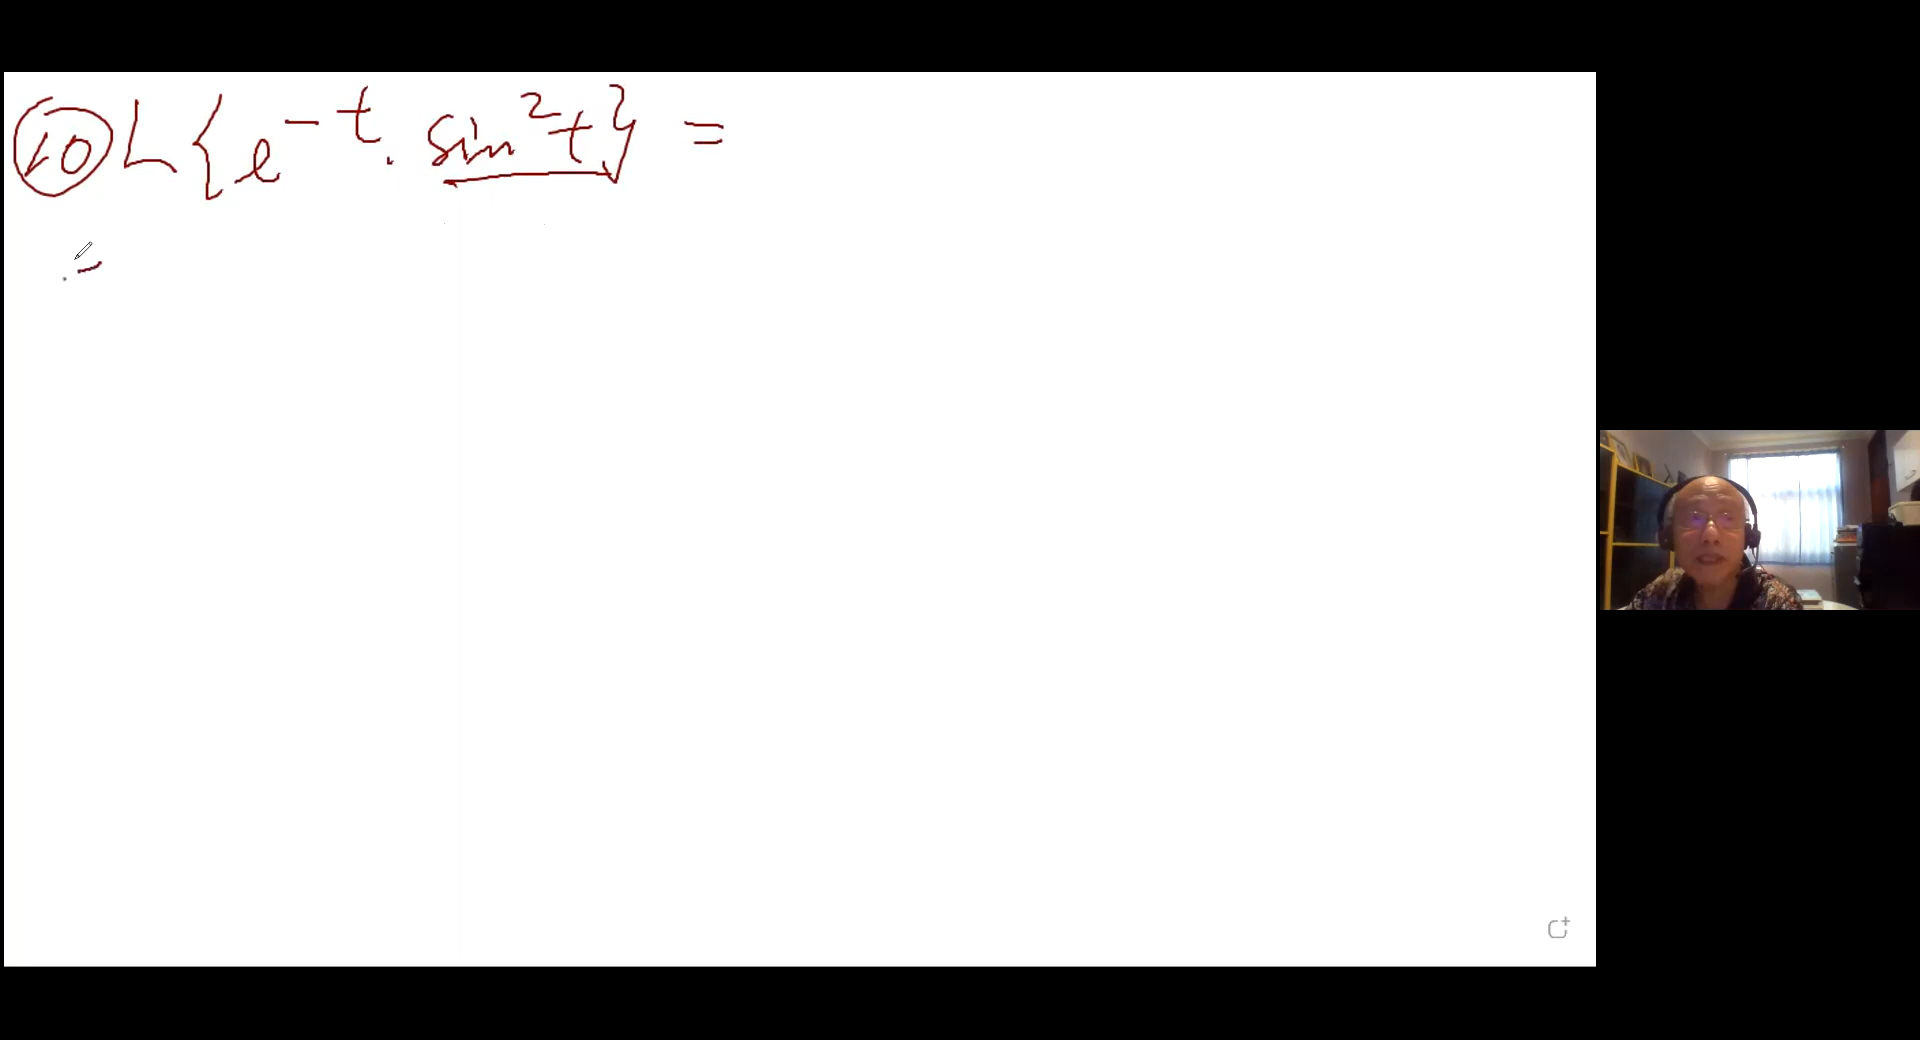 10 L{e^{-t}. sin^2 t} =